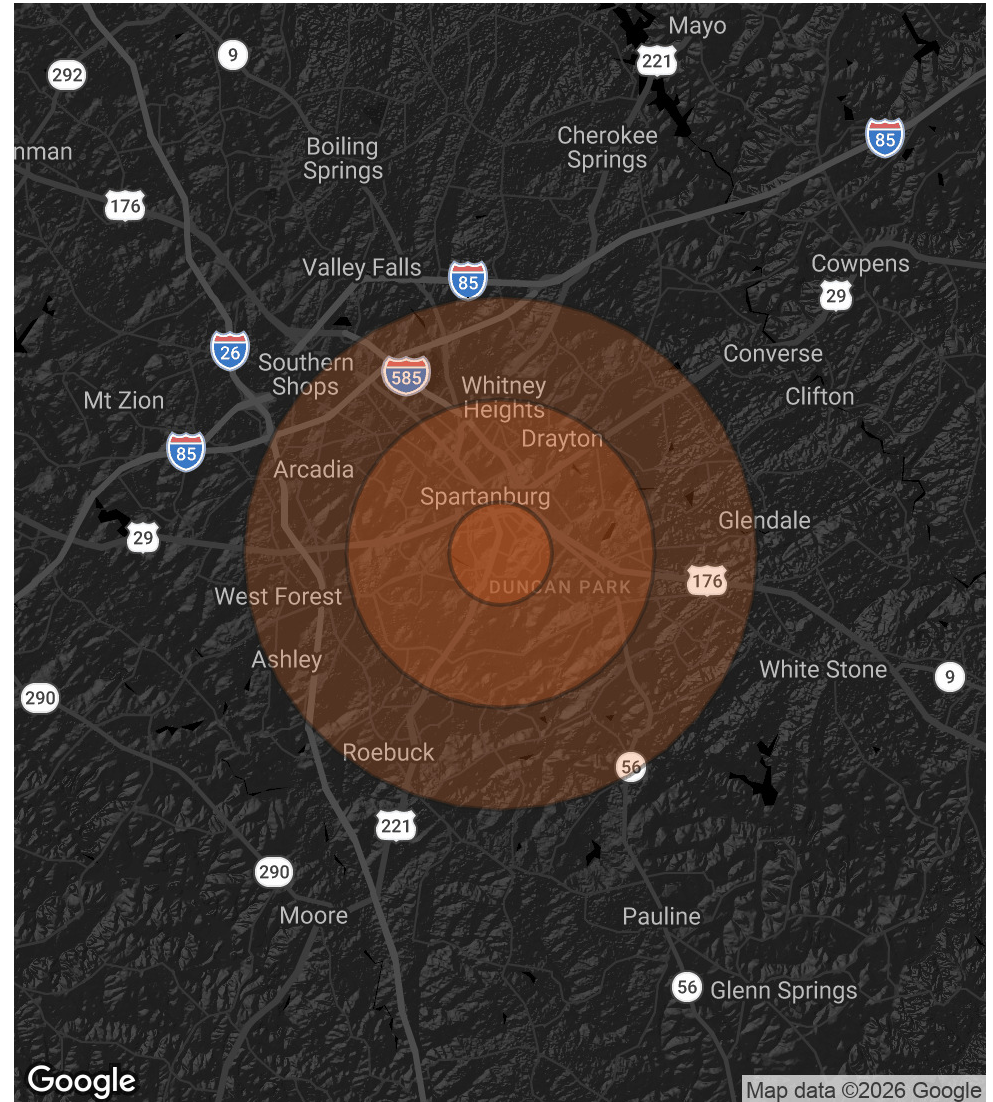 Mayo
9
221
292
85
Boiling
Springs
Cherokee
Springs
nman
176
Valley Falls
85
Cowpens
29
26
Southern
Shops
585
Converse
Whitney
Heights
Mt Zion
Clifton
Drayton
85
Arcadia
Spartanburg
Glendale
29
176
DUNCAN PARK
West Forest
Ashley
White Stone
9
290
Roebuck
56
221
290
Moore
Pauline
56
Glenn Springs
Google
Map data ©2026 Google